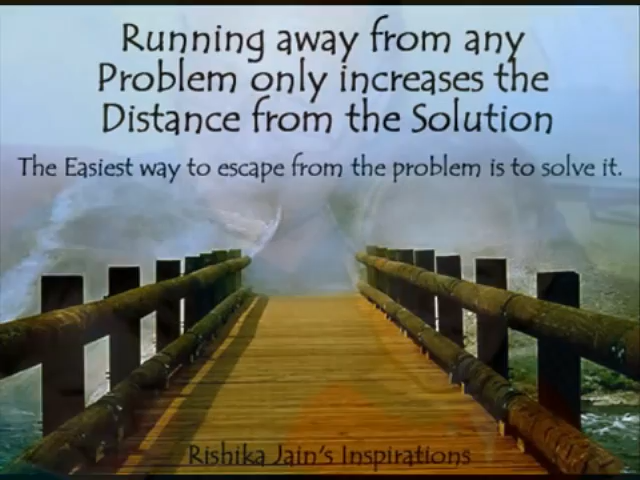 Running away from any
Problem only increases the
Distance from the Solution
The Easiest way to escape from the problem is to solve it.
Rishika Jain's Inspirations